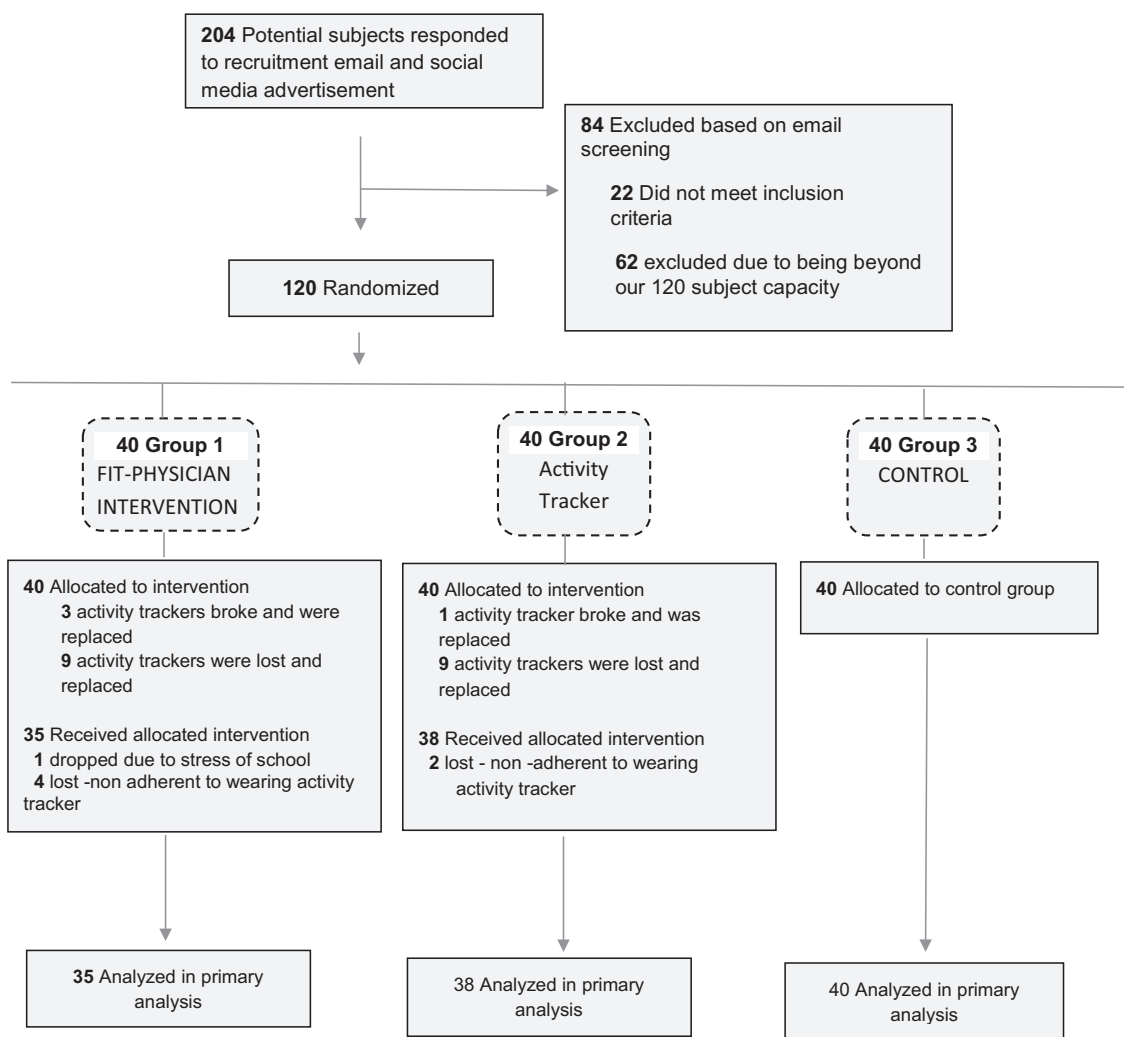 204 Potential subjects responded
to recruitment email and social
media advertisement
84 Excluded based on email
screening
22 Did not meet inclusion
criteria
62 excluded due to being beyond
our 120 subject capacity
120 Randomized
40 Group 1
FIT-PHYSICIAN
INTERVENTION
40 Group 2
Activity
Tracker
40 Group 3
CONTROL
40 Allocated to intervention
3 activity trackers broke and were
replaced
9 activity trackers were lost and
replaced
35 Received allocated intervention
1 dropped due to stress of school
4 lost -non adherent to wearing activity
tracker
40 Allocated to intervention
1 activity tracker broke and was
replaced
9 activity trackers were lost and
replaced
38 Received allocated intervention
2 lost - non -adherent to wearing
activity tracker
40 Allocated to control group
35 Analyzed in primary
analysis
38 Analyzed in primary
analysis
40 Analyzed in primary
analysis